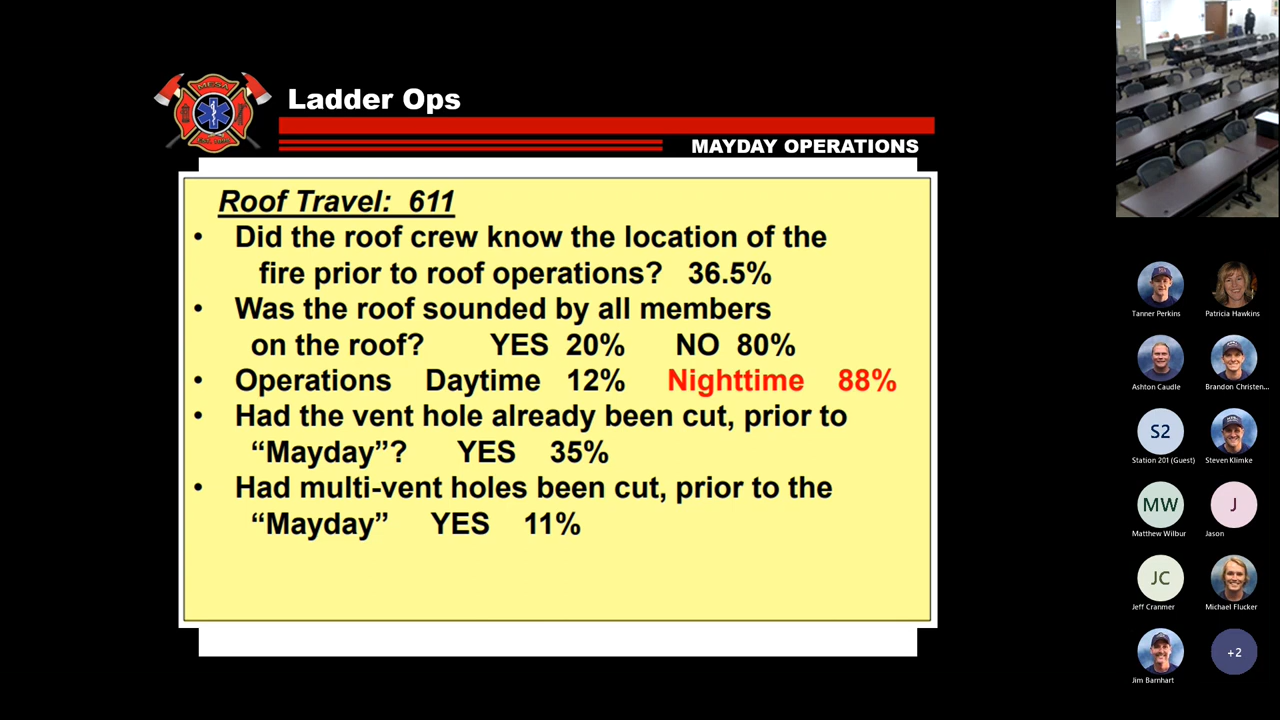 Ladder Ops
MAYDAY OPERATIONS
Roof Travel: 611
• Did the roof crew know the location of the
fire prior to roof operations? 36.5%
• Was the roof sounded by all members
on the roof? YES 20% NO 80%
• Operations Daytime 12% Nighttime 88%
• Had the vent hole already been cut, prior to
“Mayday”? YES 35%
• Had multi-vent holes been cut, prior to the
“Mayday” YES 11%
Tanner Perkins
Patricia Hawkins
Ashton Caudle
Brandon Christen...
S2
Station 201 (Guest)
Steven Klimke
MW
Matthew Wilbur
J
Jason
JC
Jeff Cranmer
Michael Flucker
Jim Barnhart
+2